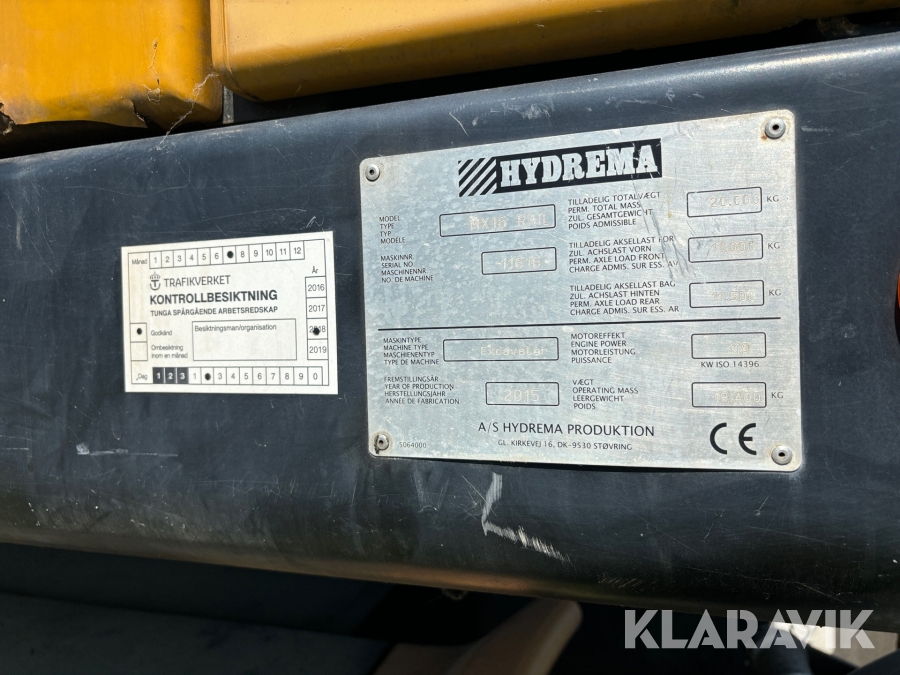 HYDREMA
MODEL
TYPE
TYP
MODELE
MASKINNR.
SERIAL NO
MASCHINENNR.
NO. DE MACHINE
TILLADELIG TOTALVÆGT
PERM. TOTAL MASS
ZUL. GESAMTGEWICHT
POIDS ADMISSIBLE
KG
TILLADELIG AKSELLAST FOR
ZUL. ACHSLAST VORN
PERM. AXLE LOAD FRONT
CHARGE ADMIS. SUR ESS. AV
KG
TILLADELIG AKSELLAST BAG
ZUL. ACHSLAST HINTEN
PERM. AXLE LOAD REAR
CHARGE ADMIS. SUR ESS. AR
KG
MASKINTYPE
MACHINE TYPE
MASCHIENENTYP
TYPE DE MACHINE
Excavator
MOTOREFFEKT
ENGINE POWER
MOTORLEISTUNG
PUISSANCE
KW ISO 14396
FREMSTILLINGSÅR
YEAR OF PRODUCTION
HERSTELLUNGSJAHR
ANNÉE DE FABRICATION
2015
VÆGT
OPERATING MASS
LEERGEWICHT
POIDS
KG
A/S HYDREMA PRODUKTION
GL. KIRKEVEJ 16, DK-9530 STØVRING
5064000
CE
Månad 1 2 3 4 5 6 8 9 10 11 12
År
TRAFIKVERKET
KONTROLLBESIKTNING
TUNGA SPÅRGÅENDE ARBETSREDSKAP
2016
2017
2018
2019
Godkänd
Besiktningsman/organisation
Ombesiktning
inom en månad
Dag 1 2 3 1 3 4 5 6 7 8 9 0
KLARAVIK